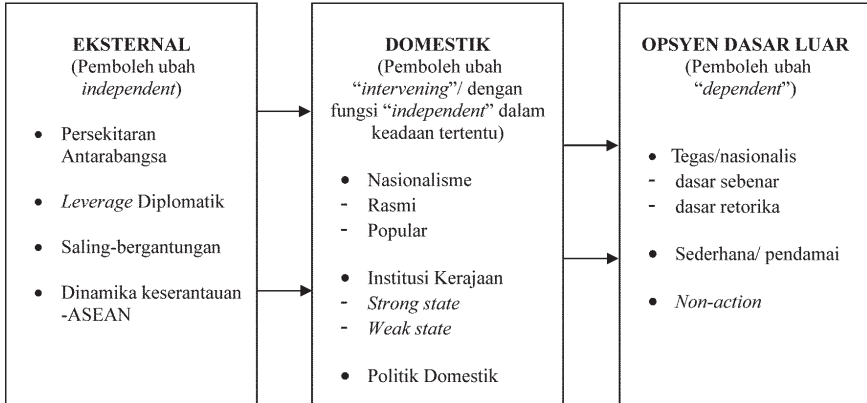 EKSTERNAL
(Pemboleh ubah
independent)
• Persekitaran
Antarabangsa
• Leverage Diplomatik
• Saling-bergantungan
• Dinamika keserantauan
-ASEAN
DOMESTIK
(Pemboleh ubah
“intervening”/ dengan
fungsi “independent” dalam
keadaan tertentu)
• Nasionalisme
- Rasmi
- Popular
• Institusi Kerajaan
- Strong state
- Weak state
• Politik Domestik
OPSYEN DASAR LUAR
(Pemboleh ubah
“dependent”)
• Tegas/nasionalis
- dasar sebenar
- dasar retorika
• Sederhana/ pendamai
• Non-action